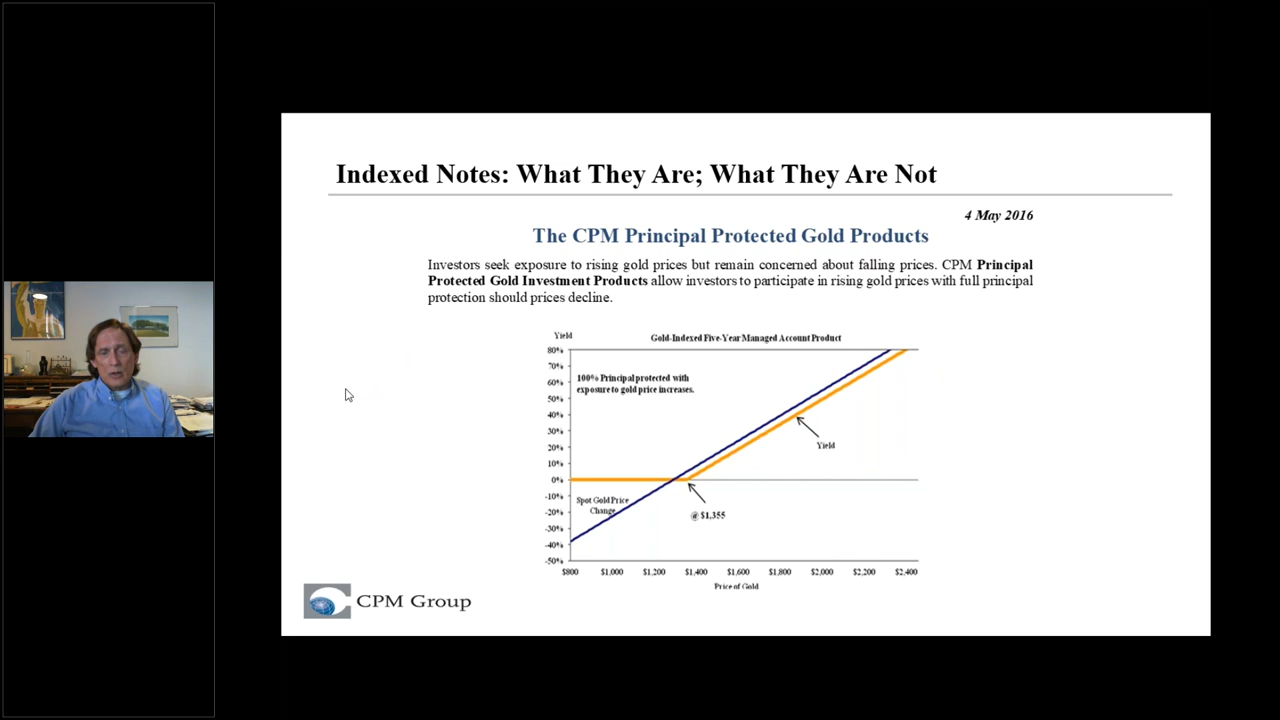 Indexed Notes: What They Are; What They Are Not
4 May 2016
The CPM Principal Protected Gold Products
Investors seek exposure to rising gold prices but remain concerned about falling prices. CPM Principal
Protected Gold Investment Products allow investors to participate in rising gold prices with full principal
protection should prices decline.
Yield
Gold-Indexed Five-Year Managed Account Product
80%
70%
60%
50%
40%
30%
20%
10%
0%
-10%
-20%
-30%
-40%
-50%
100% Principal protected with
exposure to gold price increases.
Yield
Spot Gold Price
Change
@ $1,355
$800 $1,000 $1,200 $1,400 $1,600 $1,800 $2,000 $2,200 $2,400
Price of Gold
CPM Group